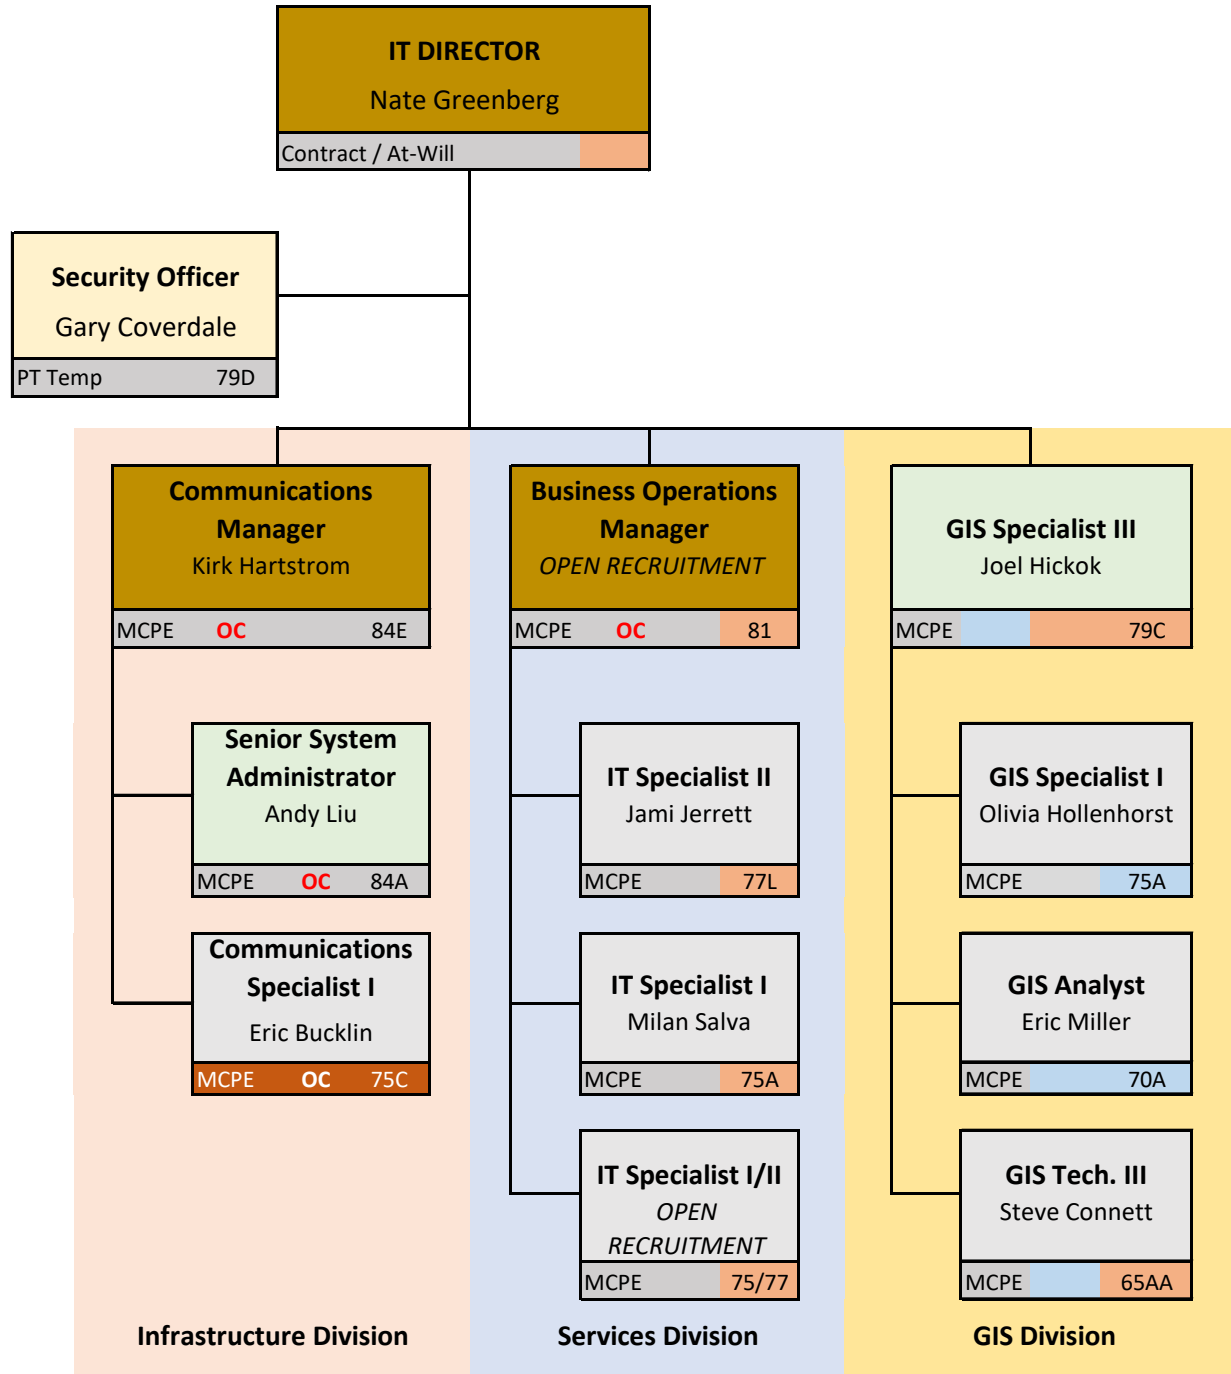 IT DIRECTOR
Nate Greenberg
Contract / At-Will
Security Officer
Gary Coverdale
PT Temp 79D
Communications
Manager
Kirk Hartstrom
MCPE OC 84E
Business Operations
Manager
OPEN RECRUITMENT
MCPE OC 81
GIS Specialist III
Joel Hickok
MCPE 79C
Senior System
Administrator
Andy Liu
MCPE OC 84A
IT Specialist II
Jami Jerrett
MCPE 77L
GIS Specialist I
Olivia Hollenhorst
MCPE 75A
Communications
Specialist I
Eric Bucklin
MCPE OC 75C
IT Specialist I
Milan Salva
MCPE 75A
GIS Analyst
Eric Miller
MCPE 70A
IT Specialist I/II
OPEN
RECRUITMENT
MCPE 75/77
GIS Tech. III
Steve Connett
MCPE 65AA
Infrastructure Division
Services Division
GIS Division